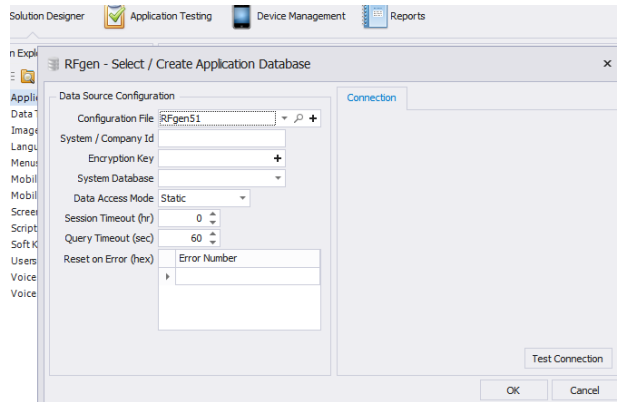 Solution Designer Application Testing Device Management Reports
n Expl
RFgen - Select / Create Application Database
Data Source Configuration
Connection
Configuration File RFgen51
System / Company Id
Encryption Key
System Database
Data Access Mode Static
Session Timeout (hr) 0
Query Timeout (sec) 60
Reset on Error (hex) Error Number
Appli
Data T
Image
Langu
Menus
Mobil
Mobil
Screer
Script
Soft K
Users
Voice
Voice
Test Connection
OK Cancel